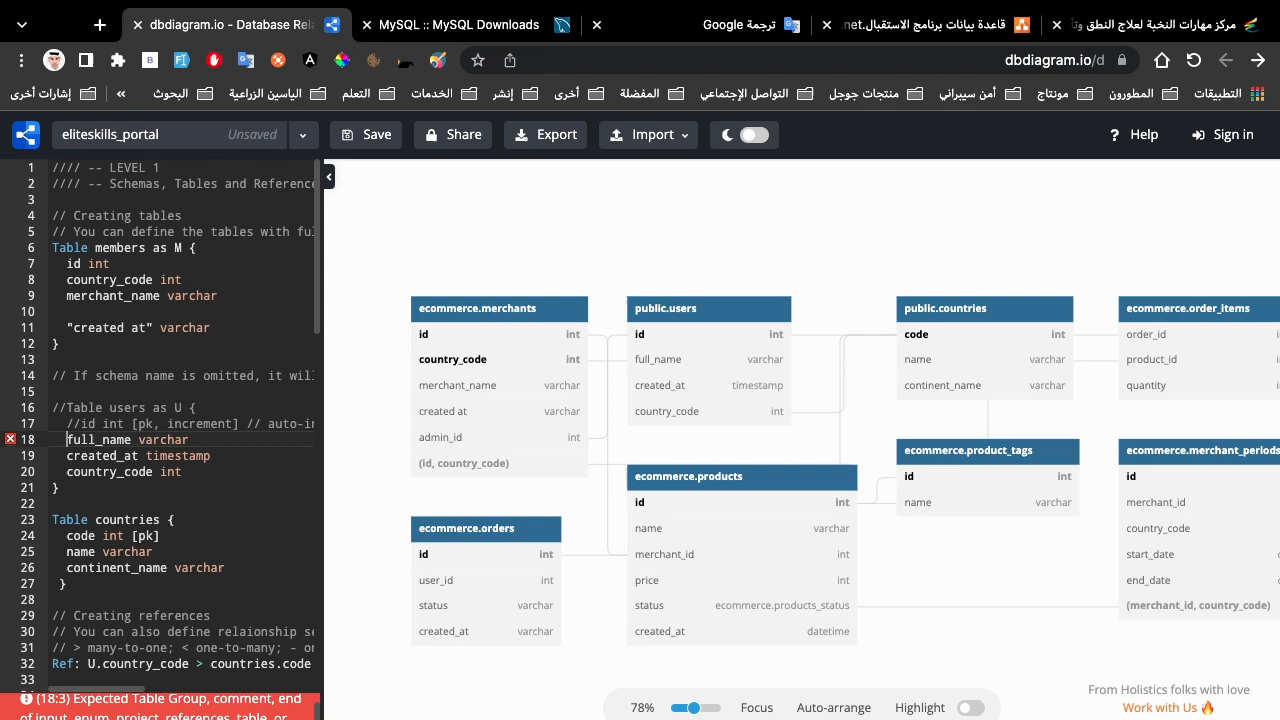 dbdiagram.io - Database Rela
MySQL :: MySQL Downloads
ترجمة Google
قاعدة بيانات برنامج الاستقبال.net
مركز مهارات النخبة لعلاج النطق وتأ
dbdiagram.io/d
التطبيقات
المطورون
مونتاج
أمن سيبراني
منتجات جوجل
التواصل الإجتماعي
المفضلة
أخرى
إنشر
الخدمات
التعلم
الياسين الزراعية
البحوث
«
إشارات أخرى
eliteskills_portal Unsaved Save Share Export Import Help Sign in
1 //// -- LEVEL 1
2 //// -- Schemas, Tables and Reference
3
4 // Creating tables
5 // You can define the tables with ful
6 Table members as M {
7 id int
8 country_code int
9 merchant_name varchar
10
11 "created at" varchar
12 }
13
14 // If schema name is omitted, it wil
15
16 //Table users as U {
17 //id int [pk, increment] // auto-in
18 full_name varchar
19 created_at timestamp
20 country_code int
21 }
22
23 Table countries {
24 code int [pk]
25 name varchar
26 continent_name varchar
27 }
28
29 // Creating references
30 // You can also define relaionship se
31 // > many-to-one; < one-to-many; - on
32 Ref: U.country_code > countries.code
33
(18:3) Expected Table Group, comment, end
of input, enum, project, references, table, or
ecommerce.merchants
id int
country_code int
merchant_name varchar
created at varchar
admin_id int
(id, country_code)
public.users
id int
full_name varchar
created_at timestamp
country_code int
public.countries
code int
name varchar
continent_name varchar
ecommerce.order_items
order_id
product_id
quantity
ecommerce.orders
id int
user_id int
status varchar
created_at varchar
ecommerce.products
id int
name varchar
merchant_id int
price int
status ecommerce.products_status
created_at datetime
ecommerce.product_tags
id int
name varchar
ecommerce.merchant_periods
id
merchant_id
country_code
start_date
end_date
(merchant_id, country_code)
78% Focus Auto-arrange Highlight
From Holistics folks with love
Work with Us